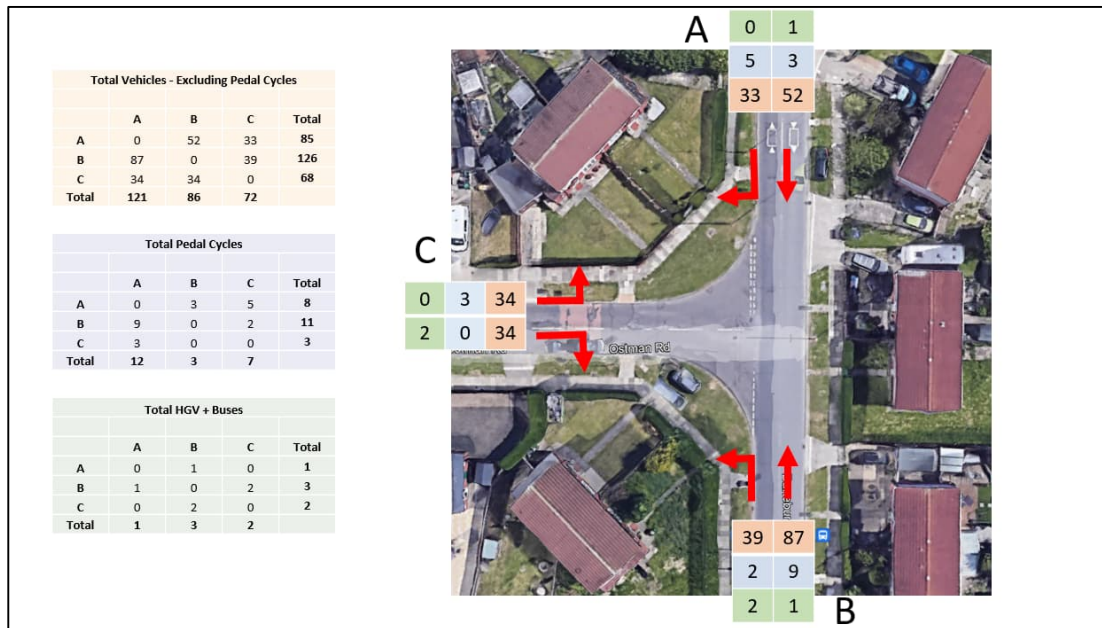 Total Vehicles - Excluding Pedal Cycles
A B C Total
A 0 52 33 85
B 87 0 39 126
C 34 34 0 68
Total 121 86 72
Total Pedal Cycles
A B C Total
A 0 3 5 8
B 9 0 2 11
C 3 0 0 3
Total 12 3 7
Total HGV + Buses
A B C Total
A 0 1 0 1
B 1 0 2 3
C 0 2 0 2
Total 1 3 2
A
0 1
5 3
33 52
C
0 3 34
2 0 34
Ostman Rd
39 87
2 9
2 1
B